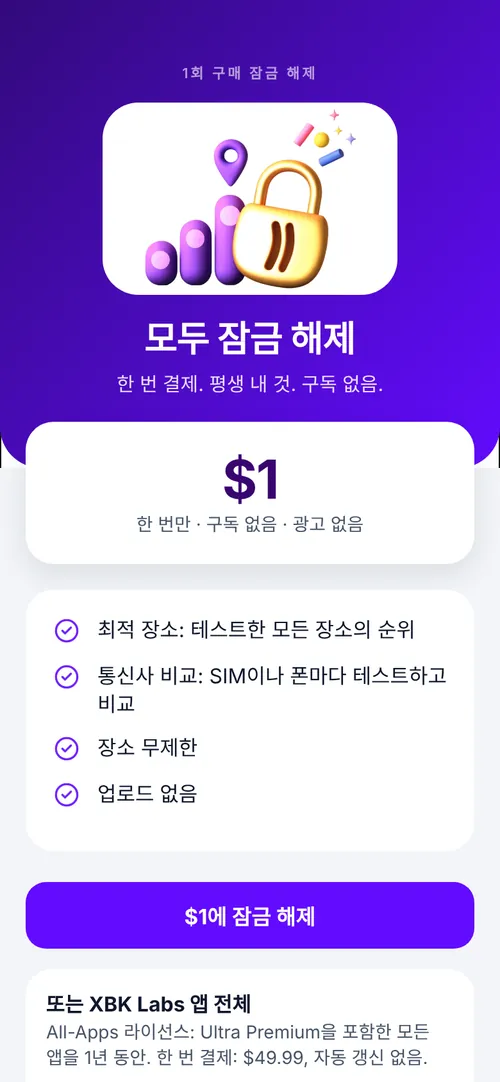 1회 구매 잠금 해제
모두 잠금 해제
한 번 결제. 평생 내 것. 구독 없음.
$1
한 번만 · 구독 없음 · 광고 없음
최적 장소: 테스트한 모든 장소의 순위
통신사 비교: SIM이나 폰마다 테스트하고
비교
장소 무제한
업로드 없음
$1에 잠금 해제
또는 XBK Labs 앱 전체
All-Apps 라이선스: Ultra Premium을 포함한 모든
앱을 1년 동안. 한 번 결제: $49.99, 자동 갱신 없음.